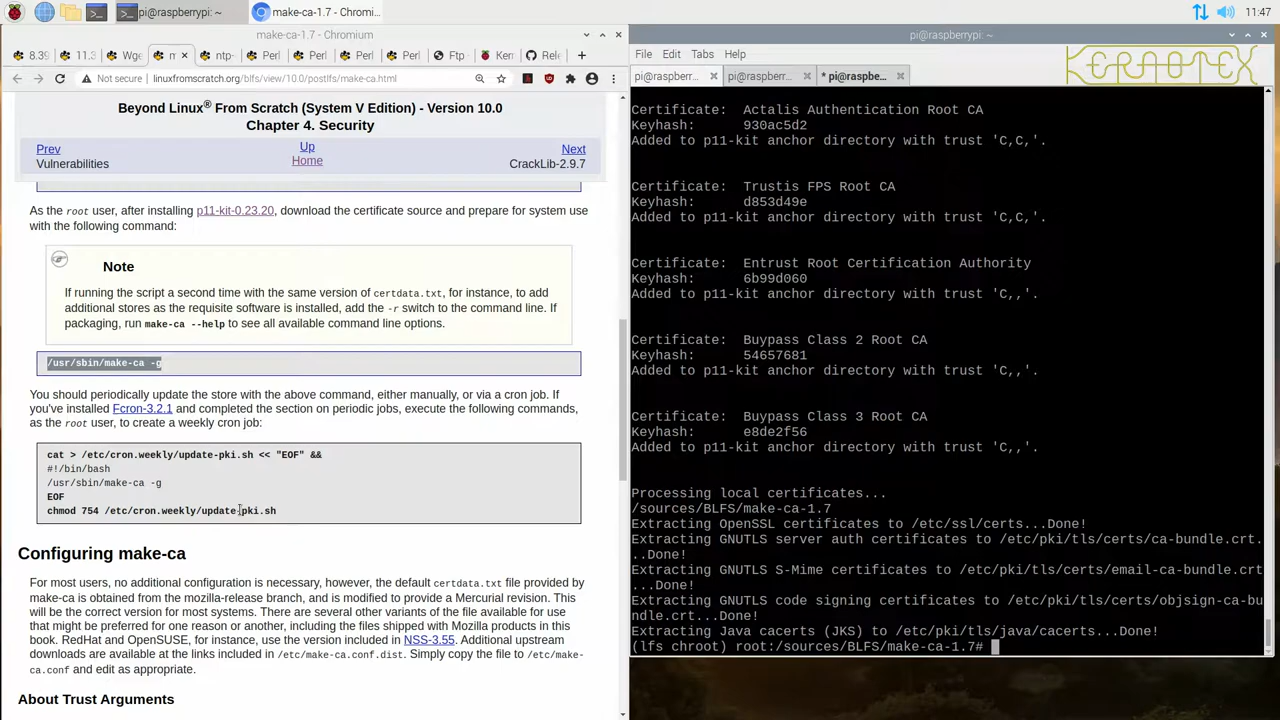 pi@raspberrypi: ~
make-ca-1.7 - Chromi...
11:47
make-ca-1.7 - Chromium
8.39
11.3
Wge
m
ntp-
Perl
Perl
Perl
Ftp -
Ker
Rele
Not secure
linuxfromscratch.org/blfs/view/10.0/postlfs/make-ca.html
Beyond Linux® From Scratch (System V Edition) - Version 10.0
Chapter 4. Security
Prev
Up
Next
Vulnerabilities
Home
CrackLib-2.9.7
As the root user, after installing p11-kit-0.23.20, download the certificate source and prepare for system use
with the following command:
Note
If running the script a second time with the same version of certdata.txt, for instance, to add
additional stores as the requisite software is installed, add the -r switch to the command line. If
packaging, run make-ca --help to see all available command line options.
/usr/sbin/make-ca -g
You should periodically update the store with the above command, either manually, or via a cron job. If
you've installed Fcron-3.2.1 and completed the section on periodic jobs, execute the following commands,
as the root user, to create a weekly cron job:
cat > /etc/cron.weekly/update-pki.sh << "EOF" &&
#!/bin/bash
/usr/sbin/make-ca -g
EOF
chmod 754 /etc/cron.weekly/update-pki.sh
Configuring make-ca
For most users, no additional configuration is necessary, however, the default certdata.txt file provided by
make-ca is obtained from the mozilla-release branch, and is modified to provide a Mercurial revision. This
will be the correct version for most systems. There are several other variants of the file available for use
that might be preferred for one reason or another, including the files shipped with Mozilla products in this
book. RedHat and OpenSUSE, for instance, use the version included in NSS-3.55. Additional upstream
downloads are available at the links included in /etc/make-ca.conf.dist. Simply copy the file to /etc/make-
ca.conf and edit as appropriate.
About Trust Arguments
pi@raspberrypi: ~
File Edit Tabs Help
pi@raspberr...
pi@raspberr...
* pi@raspbe...
KERAOTEX
Certificate: Actalis Authentication Root CA
Keyhash: 930ac5d2
Added to p11-kit anchor directory with trust 'C,C,'.
Certificate: Trustis FPS Root CA
Keyhash: d853d49e
Added to p11-kit anchor directory with trust 'C,C,'.
Certificate: Entrust Root Certification Authority
Keyhash: 6b99d060
Added to p11-kit anchor directory with trust 'C,,'.
Certificate: Buypass Class 2 Root CA
Keyhash: 54657681
Added to p11-kit anchor directory with trust 'C,,'.
Certificate: Buypass Class 3 Root CA
Keyhash: e8de2f56
Added to p11-kit anchor directory with trust 'C,,'.
Processing local certificates...
/sources/BLFS/make-ca-1.7
Extracting OpenSSL certificates to /etc/ssl/certs...Done!
Extracting GNUTLS server auth certificates to /etc/pki/tls/certs/ca-bundle.crt.
..Done!
Extracting GNUTLS S-Mime certificates to /etc/pki/tls/certs/email-ca-bundle.crt
...Done!
Extracting GNUTLS code signing certificates to /etc/pki/tls/certs/objsign-ca-bu
ndle.crt...Done!
Extracting Java cacerts (JKS) to /etc/pki/tls/java/cacerts...Done!
(lfs chroot) root:/sources/BLFS/make-ca-1.7#